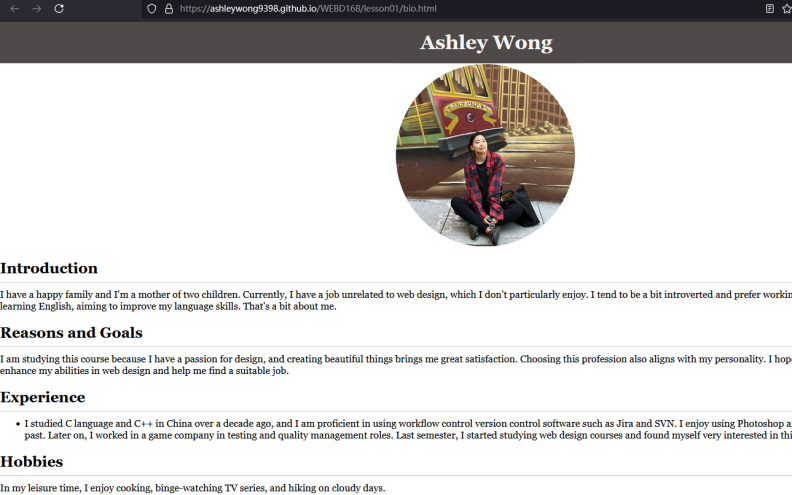 https://ashleywong9398.github.io/WEBD168/lesson01/bio.html
Ashley Wong
CALIFORNIA
Introduction
I have a happy family and I'm a mother of two children. Currently, I have a job unrelated to web design, which I don't particularly enjoy. I tend to be a bit introverted and prefer workin
learning English, aiming to improve my language skills. That's a bit about me.
Reasons and Goals
I am studying this course because I have a passion for design, and creating beautiful things brings me great satisfaction. Choosing this profession also aligns with my personality. I hop
enhance my abilities in web design and help me find a suitable job.
Experience
• I studied C language and C++ in China over a decade ago, and I am proficient in using workflow control version control software such as Jira and SVN. I enjoy using Photoshop a
past. Later on, I worked in a game company in testing and quality management roles. Last semester, I started studying web design courses and found myself very interested in thi
Hobbies
In my leisure time, I enjoy cooking, binge-watching TV series, and hiking on cloudy days.